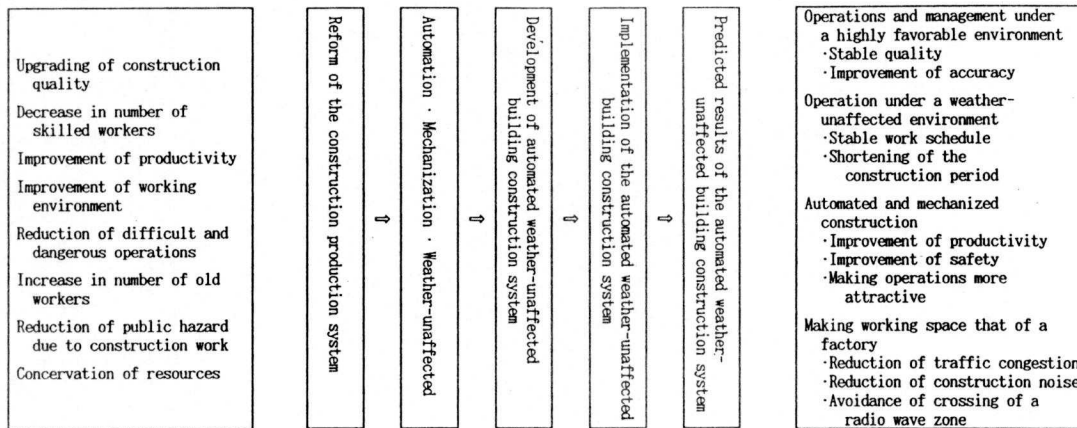 Upgrading of construction
quality
Decrease in number of
skilled workers
Improvement of productivity
Improvement of working
environment
Reduction of difficult and
dangerous operations
Increase in number of old
workers
Reduction of public hazard
due to construction work
Concervation of resources
Reform of the construction production system
⇨
Automation · Mechanization · Weather-unaffected
⇨
Development of automated weather-unaffected
building construction system
⇨
Implementation of the automated weather-unaffected
building construction system
⇨
Predicted results of the automated weather-
unaffected building construction system
Operations and management under
a highly favorable environment
·Stable quality
·Improvement of accuracy
Operation under a weather-
unaffected environment
·Stable work schedule
·Shortening of the
construction period
Automated and mechanized
construction
·Improvement of productivity
·Improvement of safety
·Making operations more
attractive
Making working space that of a
factory
·Reduction of traffic congestion
·Reduction of construction noise
·Avoidance of crossing of a
radio wave zone